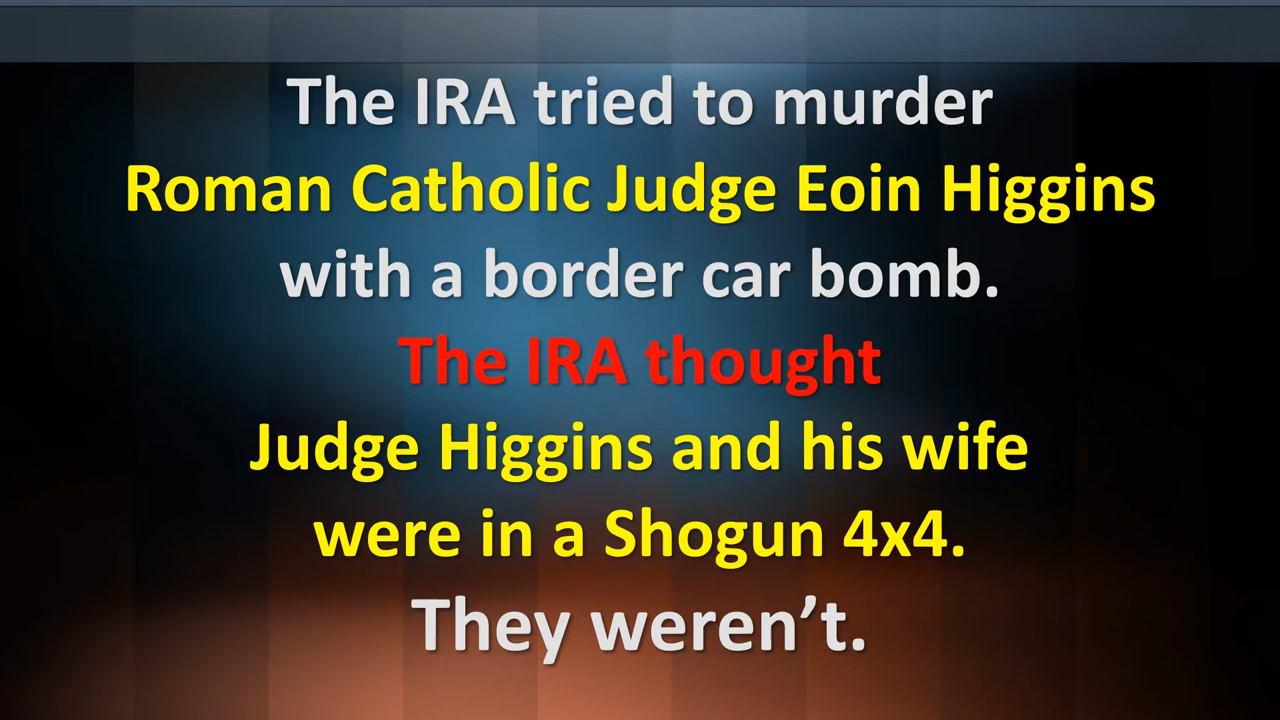 The IRA tried to murder
Roman Catholic Judge Eoin Higgins
with a border car bomb.
The IRA thought
Judge Higgins and his wife
were in a Shogun 4x4.
They weren’t.